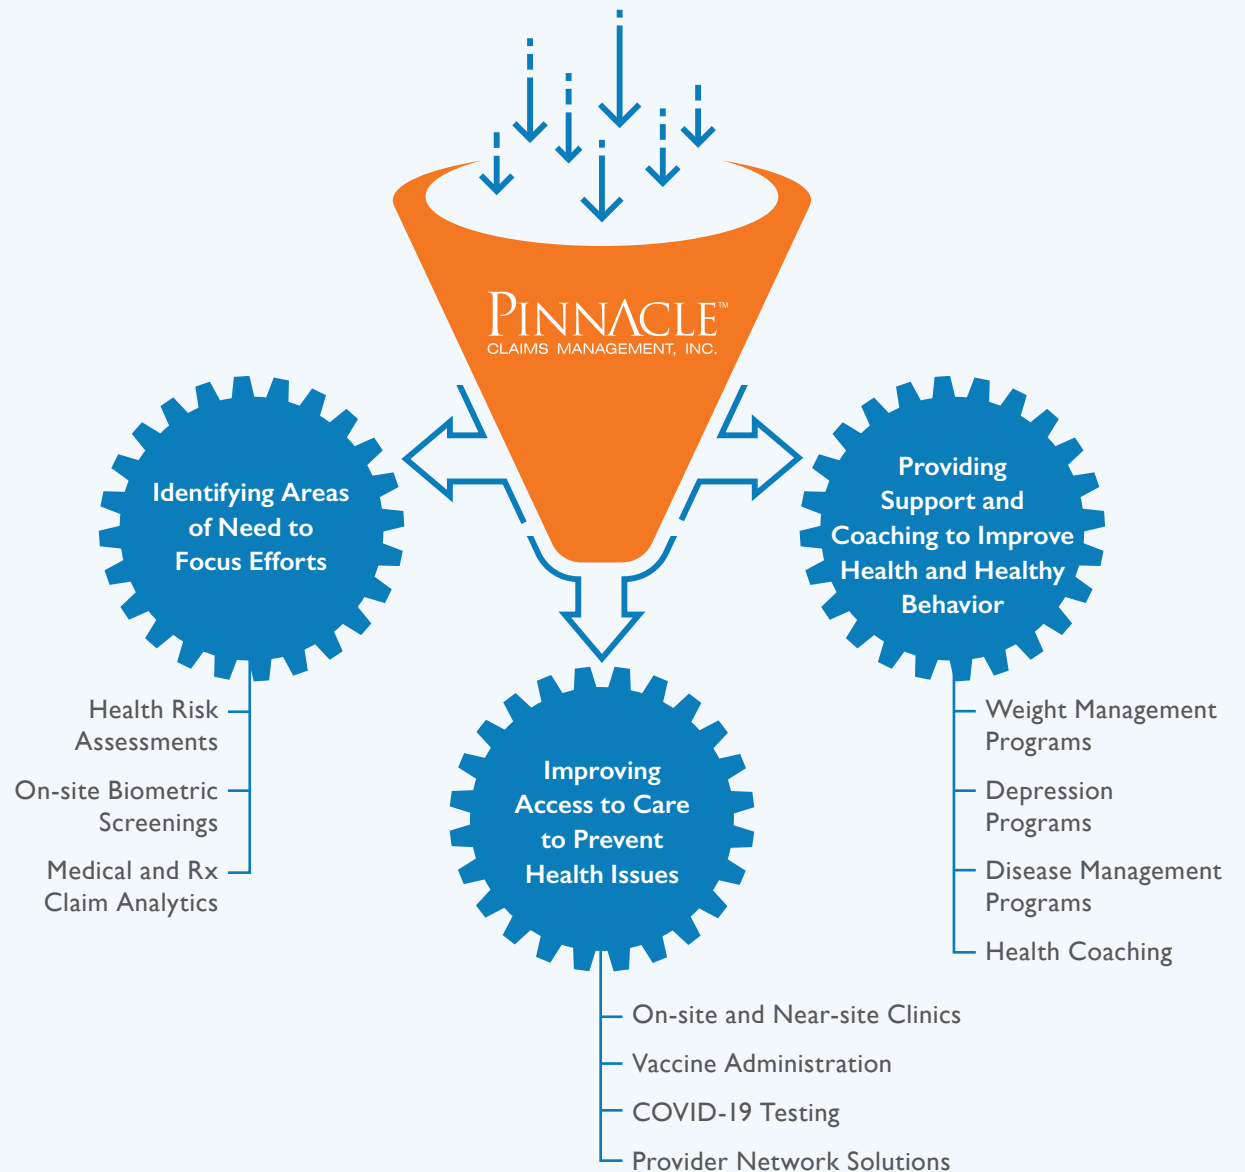 PINNACLE™
CLAIMS MANAGEMENT, INC.
Identifying Areas
of Need to
Focus Efforts
Health Risk
Assessments
On-site Biometric
Screenings
Medical and Rx
Claim Analytics
Improving
Access to Care
to Prevent
Health Issues
On-site and Near-site Clinics
Vaccine Administration
COVID-19 Testing
Provider Network Solutions
Providing
Support and
Coaching to Improve
Health and Healthy
Behavior
Weight Management
Programs
Depression
Programs
Disease Management
Programs
Health Coaching